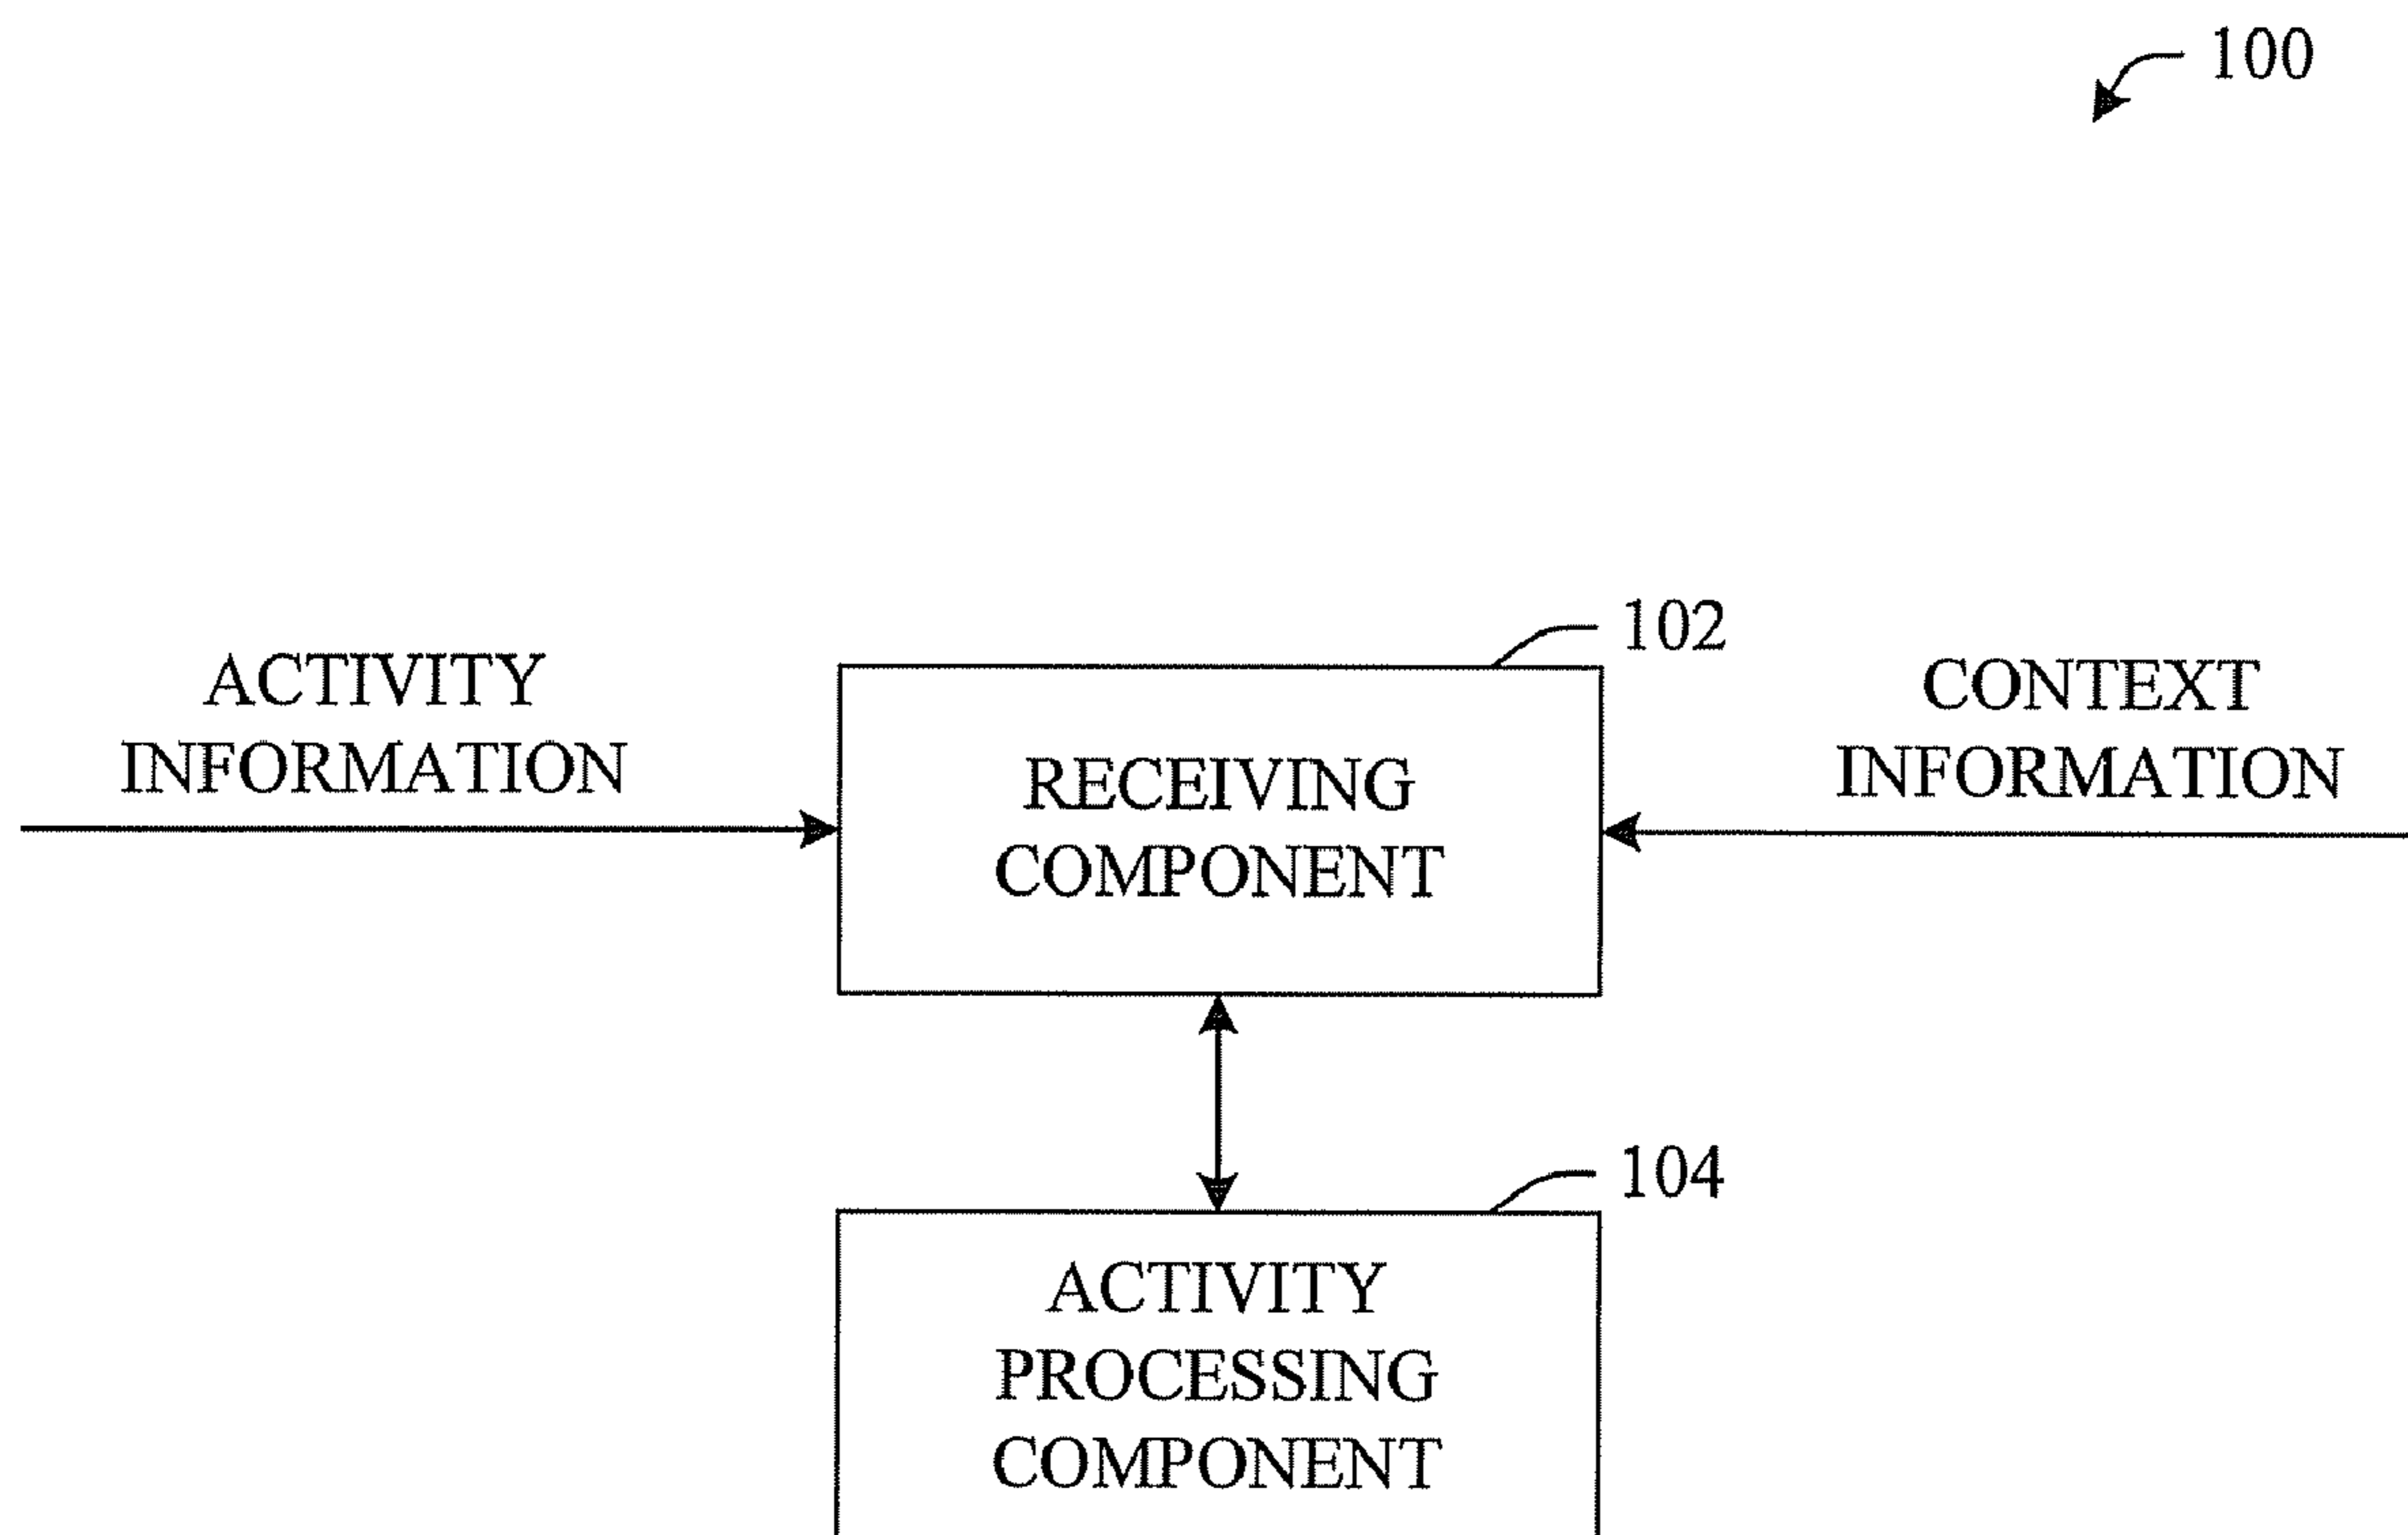 100
102
ACTIVITY
INFORMATION
RECEIVING
COMPONENT
CONTEXT
INFORMATION
104
ACTIVITY
PROCESSING
COMPONENT